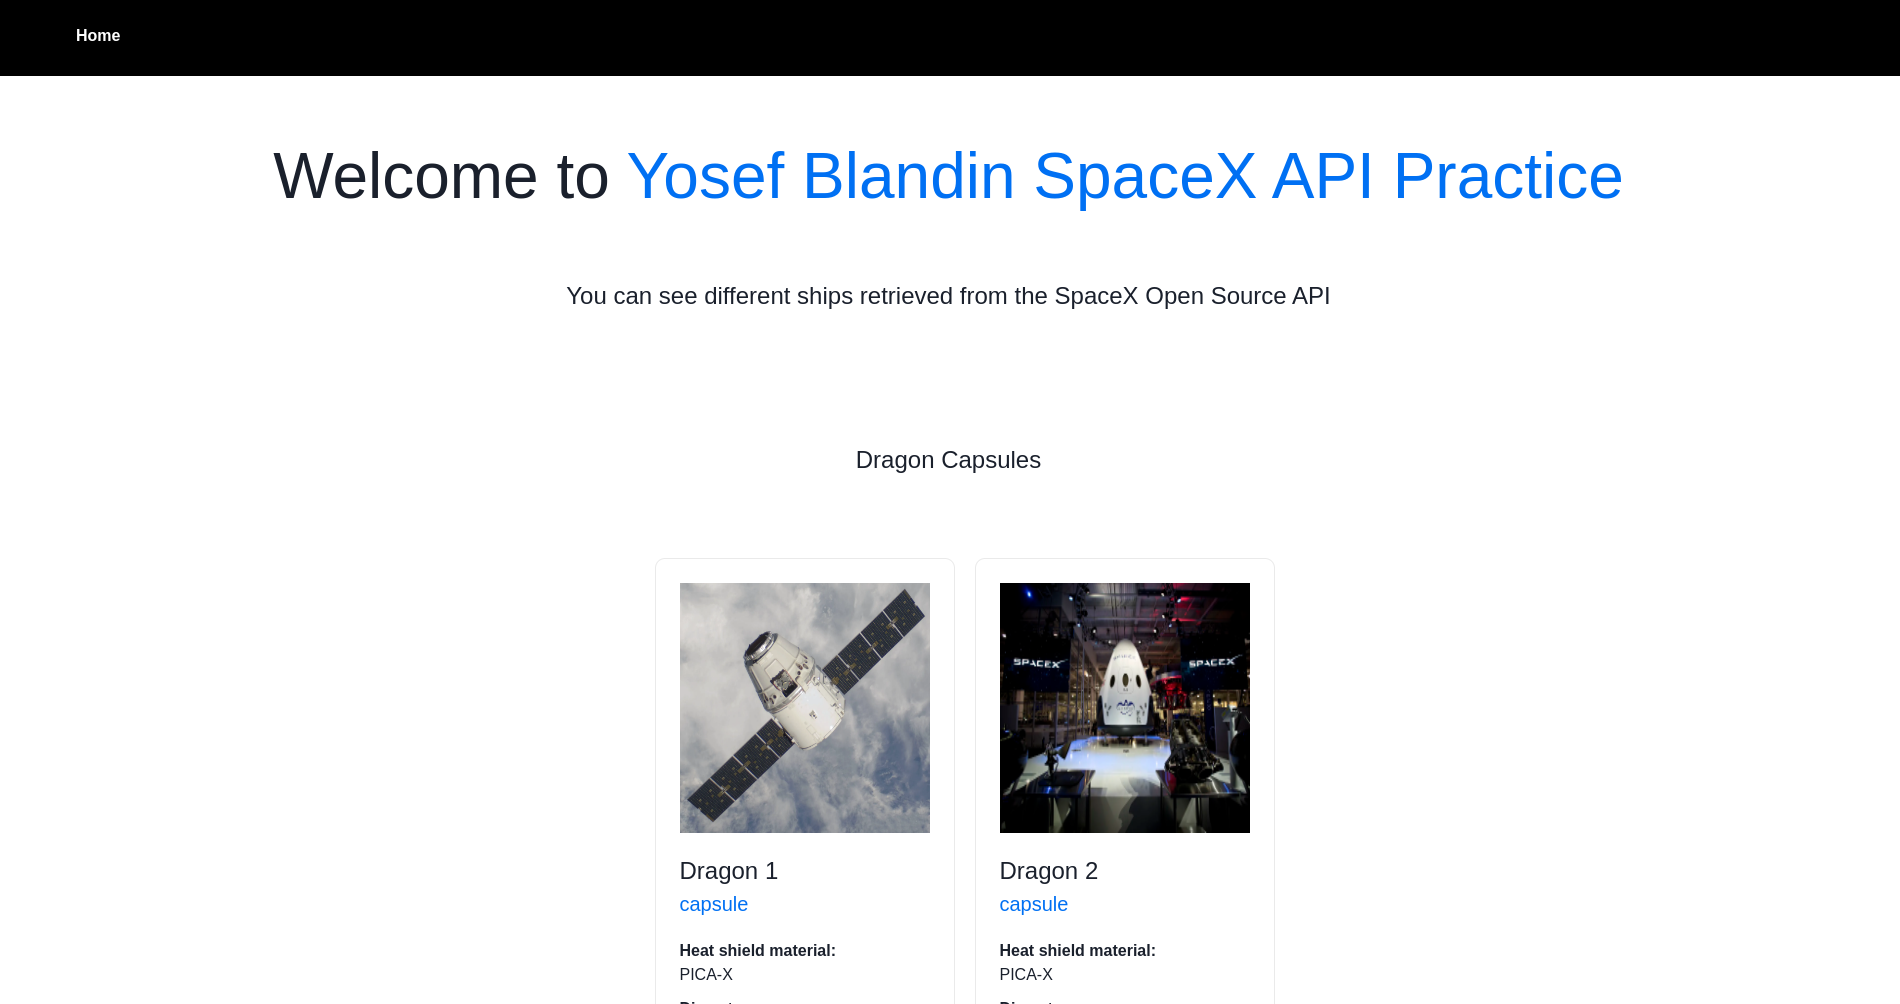 Home
Welcome to Yosef Blandin SpaceX API Practice
You can see different ships retrieved from the SpaceX Open Source API
Dragon Capsules
SPACEX
SPACEX
Dragon 1
capsule
Heat shield material:
PICA-X
Dragon 2
capsule
Heat shield material:
PICA-X